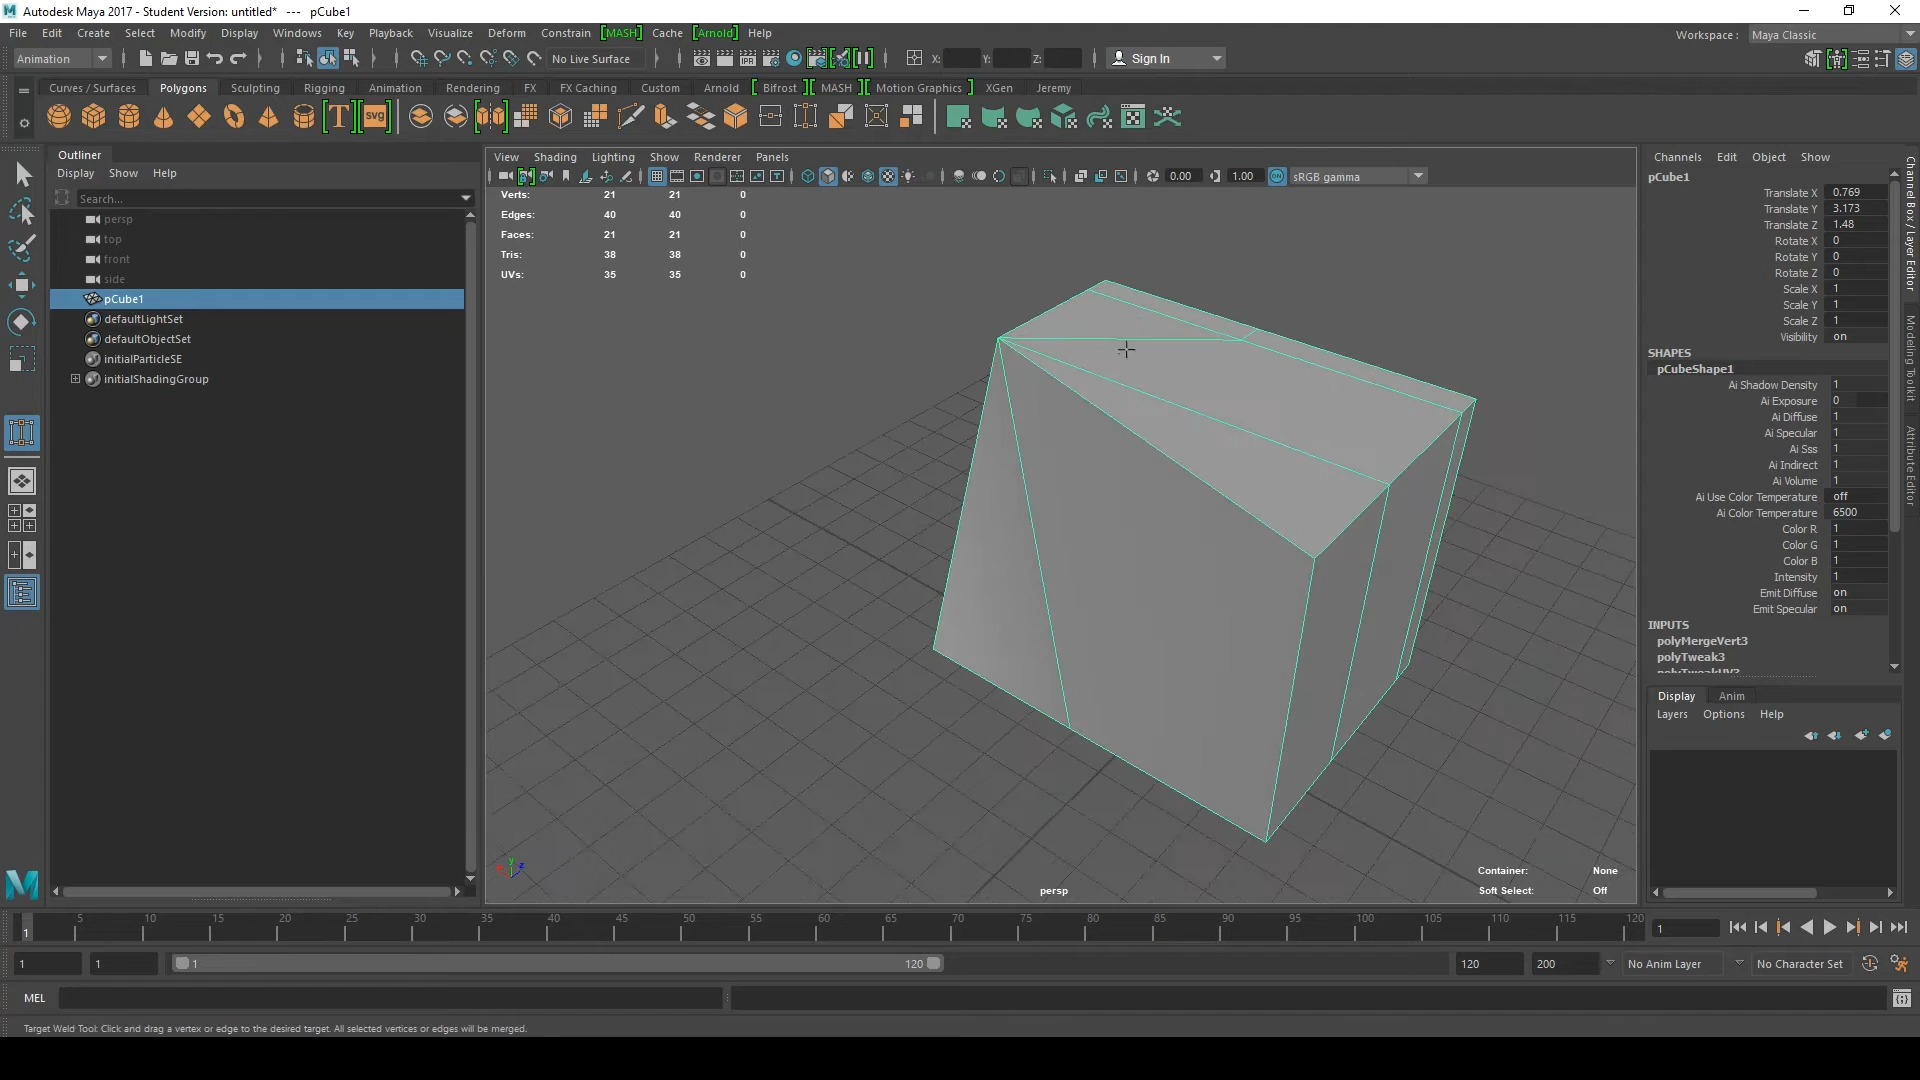 Autodesk Maya 2017 - Student Version: untitled* --- pCube1
File Edit Create Select Modify Display Windows Key Playback Visualize Deform Constrain [MASH] Cache [Arnold] Help
Workspace : Maya Classic
Animation No Live Surface X: Y: Z: Sign In
Curves / Surfaces Polygons Sculpting Rigging Animation Rendering FX FX Caching Custom Arnold Bifrost MASH Motion Graphics XGen Jeremy
T SVG
Outliner
Display Show Help
Search...
persp
top
front
side
pCube1
defaultLightSet
defaultObjectSet
initialParticleSE
initialShadingGroup
View Shading Lighting Show Renderer Panels
0.00 1.00 sRGB gamma
Verts: 21 21 0
Edges: 40 40 0
Faces: 21 21 0
Tris: 38 38 0
UVs: 35 35 0
Container: None
Soft Select: Off
persp
Channels Edit Object Show
pCube1
Translate X 0.769
Translate Y 3.173
Translate Z 1.48
Rotate X 0
Rotate Y 0
Rotate Z 0
Scale X 1
Scale Y 1
Scale Z 1
Visibility on
SHAPES
pCubeShape1
Ai Shadow Density 1
Ai Exposure 0
Ai Diffuse 1
Ai Specular 1
Ai Sss 1
Ai Indirect 1
Ai Volume 1
Ai Use Color Temperature off
Ai Color Temperature 6500
Color R 1
Color G 1
Color B 1
Intensity 1
Emit Diffuse on
Emit Specular on
INPUTS
polyMergeVert3
polyTweak3
Display Anim
Layers Options Help
Channel Box / Layer Editor
Modeling Toolkit
Attribute Editor
1 5 10 15 20 25 30 35 40 45 50 55 60 65 70 75 80 85 90 95 100 105 110 115 120 1
1 1 1 120 120 200 No Anim Layer No Character Set
MEL
Target Weld Tool: Click and drag a vertex or edge to the desired target. All selected vertices or edges will be merged.